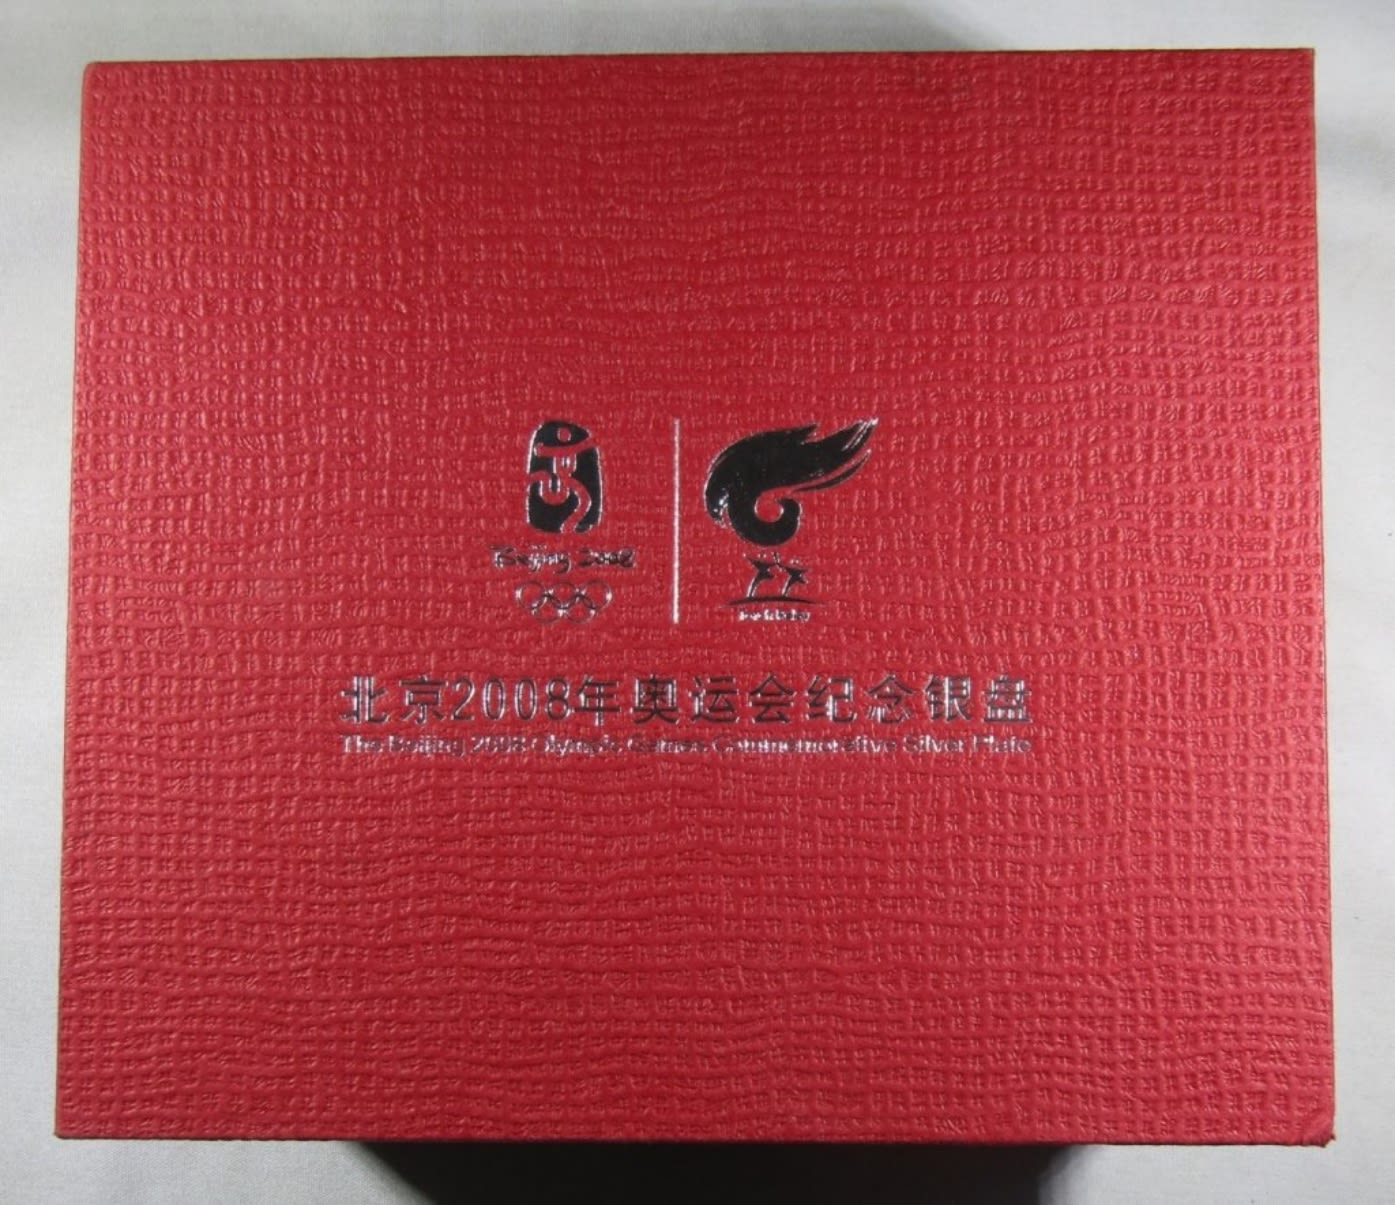 Beijing 2008
北京2008年奥运会纪念银盘
The Beijing 2008 Olympic Games Commemorative Silver Plate